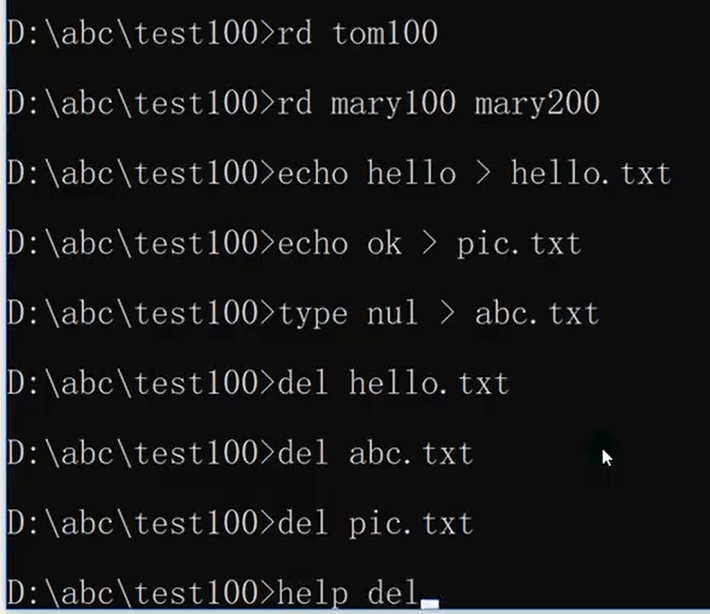 D:\abc\test100>rd tom100
D:\abc\test100>rd mary100 mary200
D:\abc\test100>echo hello > hello.txt
D:\abc\test100>echo ok > pic.txt
D:\abc\test100>type nul > abc.txt
D:\abc\test100>del hello.txt
D:\abc\test100>del abc.txt
D:\abc\test100>del pic.txt
D:\abc\test100>help del